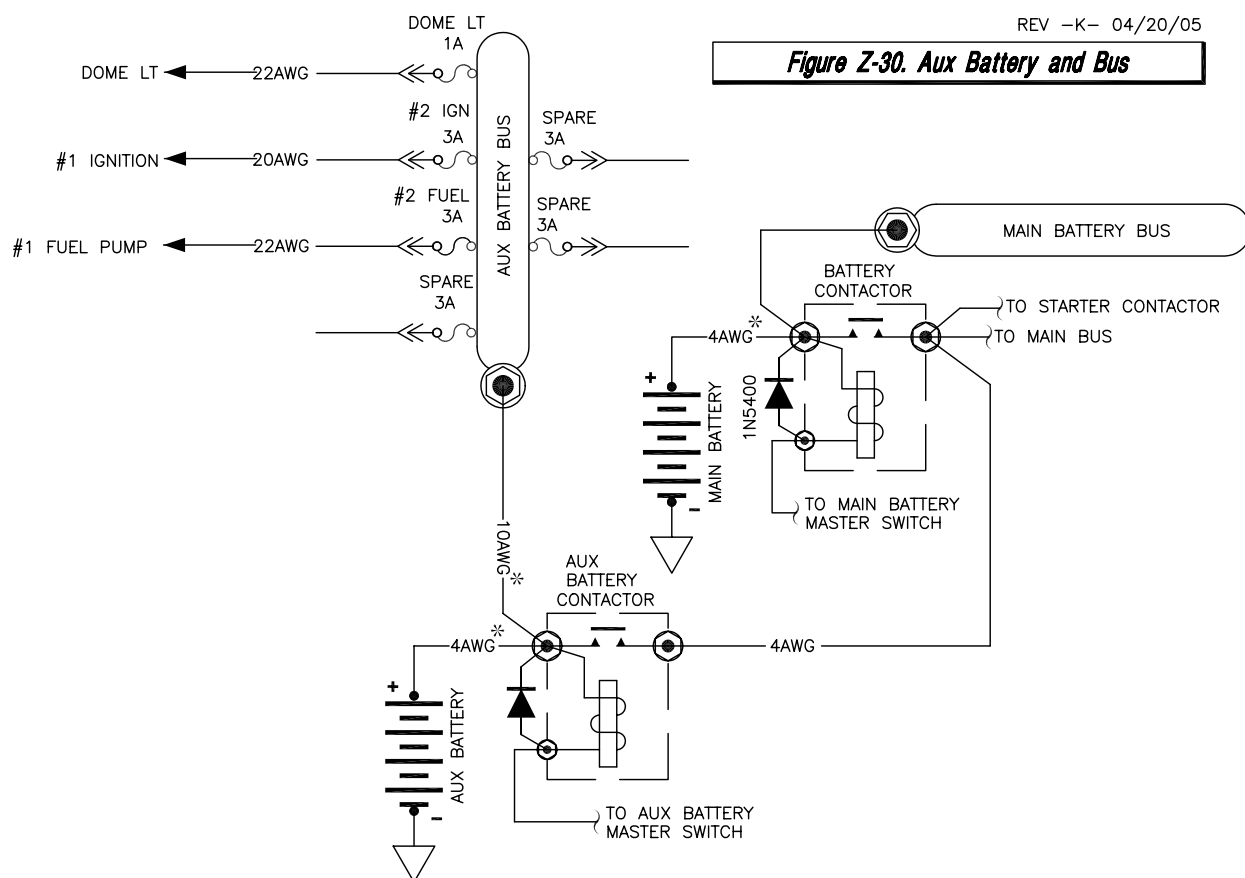 REV -K- 04/20/05
Figure Z-30. Aux Battery and Bus
DOME LT
1A
DOME LT
22AWG
#2 IGN
3A
#1 IGNITION
20AWG
#2 FUEL
3A
#1 FUEL PUMP
22AWG
SPARE
3A
AUX BATTERY BUS
SPARE
3A
SPARE
3A
MAIN BATTERY BUS
BATTERY
CONTACTOR
TO STARTER CONTACTOR
TO MAIN BUS
4AWG*
+
MAIN BATTERY
-
1N5400
TO MAIN BATTERY
MASTER SWITCH
10AWG*
AUX
BATTERY
CONTACTOR
4AWG*
4AWG
+
AUX BATTERY
-
TO AUX BATTERY
MASTER SWITCH